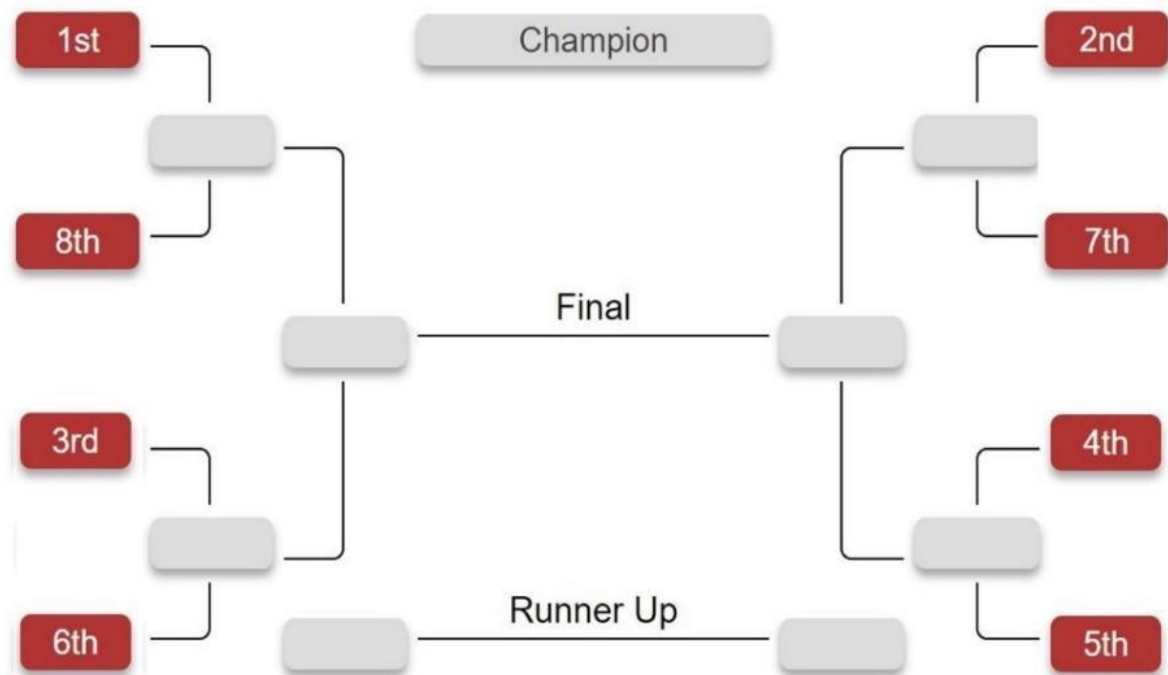 1st
Champion
2nd
8th
7th
Final
3rd
4th
Runner Up
6th
5th